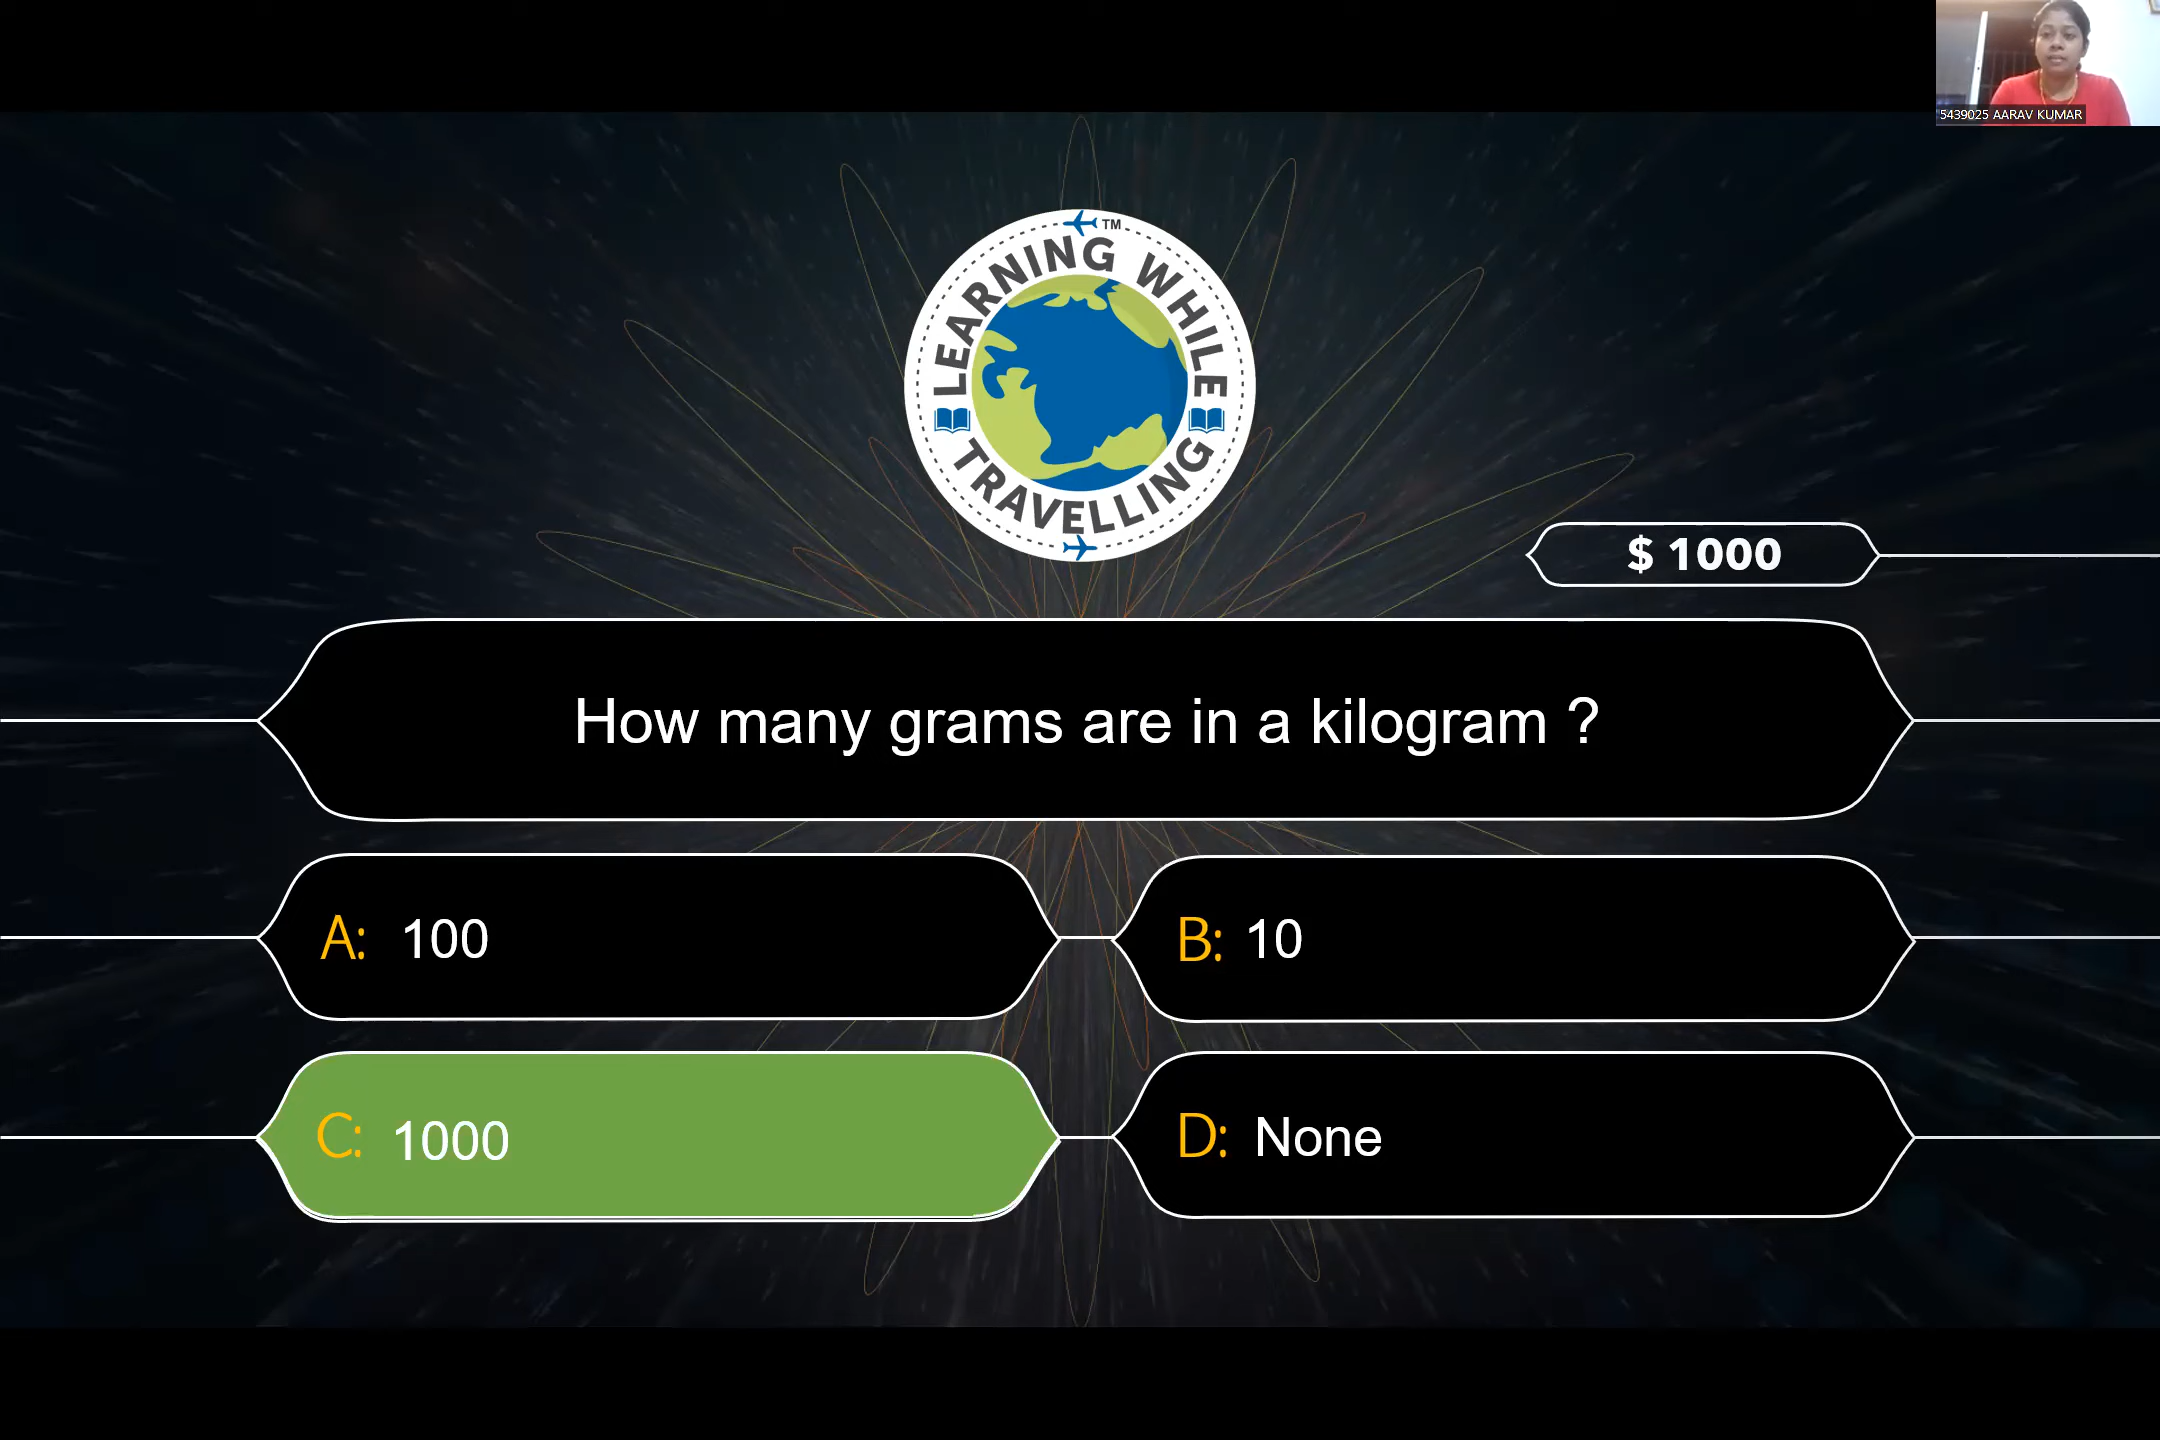 5439025 AARAV KUMAR
LEARNING WHILE
TRAVELLING
TM
$ 1000
How many grams are in a kilogram ?
A: 100
B: 10
C: 1000
D: None